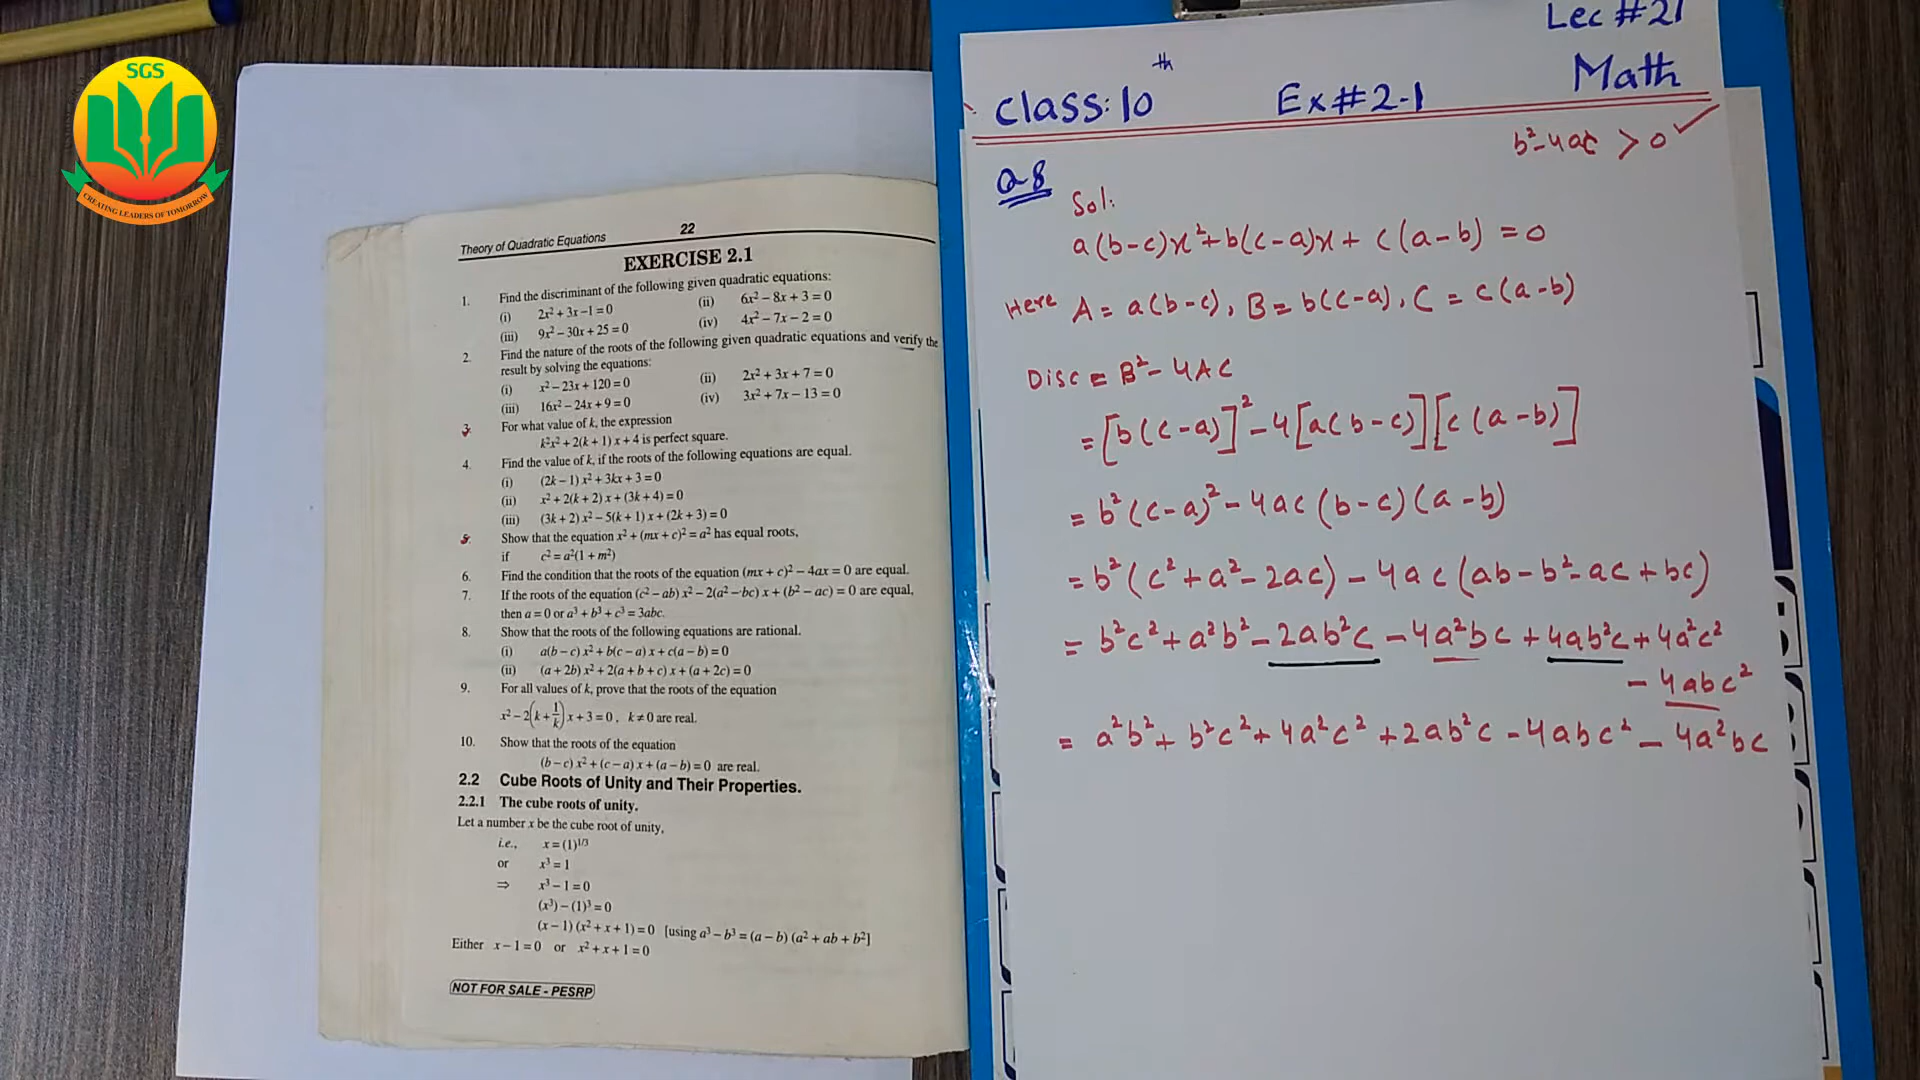 SGS
CREATING LEADERS OF TOMORROW
Theory of Quadratic Equations 22
EXERCISE 2.1
1. Find the discriminant of the following given quadratic equations:
(i) 2x² + 3x – 1 = 0 (ii) 6x² – 8x + 3 = 0
(iii) 9x² – 30x + 25 = 0 (iv) 4x² – 7x – 2 = 0
2. Find the nature of the roots of the following given quadratic equations and verify the
result by solving the equations:
(i) x² – 23x + 120 = 0 (ii) 2x² + 3x + 7 = 0
(iii) 16x² – 24x + 9 = 0 (iv) 3x² + 7x – 13 = 0
3. For what value of k, the expression
k²x² + 2(k + 1) x + 4 is perfect square.
4. Find the value of k, if the roots of the following equations are equal.
(i) (2k – 1) x² + 3kx + 3 = 0
(ii) x² + 2(k + 2) x + (3k + 4) = 0
(iii) (3k + 2) x² – 5(k + 1) x + (2k + 3) = 0
5. Show that the equation x² + (mx + c)² = a² has equal roots,
if c² = a²(1 + m²)
6. Find the condition that the roots of the equation (mx + c)² – 4ax = 0 are equal.
7. If the roots of the equation (c² – ab) x² – 2(a² – bc) x + (b² – ac) = 0 are equal,
then a = 0 or a³ + b³ + c³ = 3abc.
8. Show that the roots of the following equations are rational.
(i) a(b – c) x² + b(c – a) x + c(a – b) = 0
(ii) (a + 2b) x² + 2(a + b + c) x + (a + 2c) = 0
9. For all values of k, prove that the roots of the equation
x² – 2(k + 1/k) x + 3 = 0, k ≠ 0 are real.
10. Show that the roots of the equation
(b – c) x² + (c – a) x + (a – b) = 0 are real.
2.2 Cube Roots of Unity and Their Properties.
2.2.1 The cube roots of unity.
Let a number x be the cube root of unity,
i.e., x = (1)^1/3
or x³ = 1
⇒ x³ – 1 = 0
(x³) – (1)³ = 0
(x – 1) (x² + x + 1) = 0 [using a³ – b³ = (a – b) (a² + ab + b²]
Either x – 1 = 0 or x² + x + 1 = 0
NOT FOR SALE - PESRP
Lec #21
Class: 10th Ex#2-1 Math
b²-4ac > 0 ✓
Q-8
Sol:
a(b-c)x²+b(c-a)x + c(a-b) = 0
Here A = a(b-c), B = b(c-a), C = c(a-b)
Disc = B² - 4AC
= [b(c-a)]² - 4[a(b-c)][c(a-b)]
= b²(c-a)² - 4ac(b-c)(a-b)
= b²(c²+a²-2ac) - 4ac(ab-b²-ac+bc)
= b²c²+a²b²-2ab²c-4a²bc+4ab²c+4a²c²
- 4abc²
= a²b²+b²c²+4a²c²+2ab²c-4abc²-4a²bc